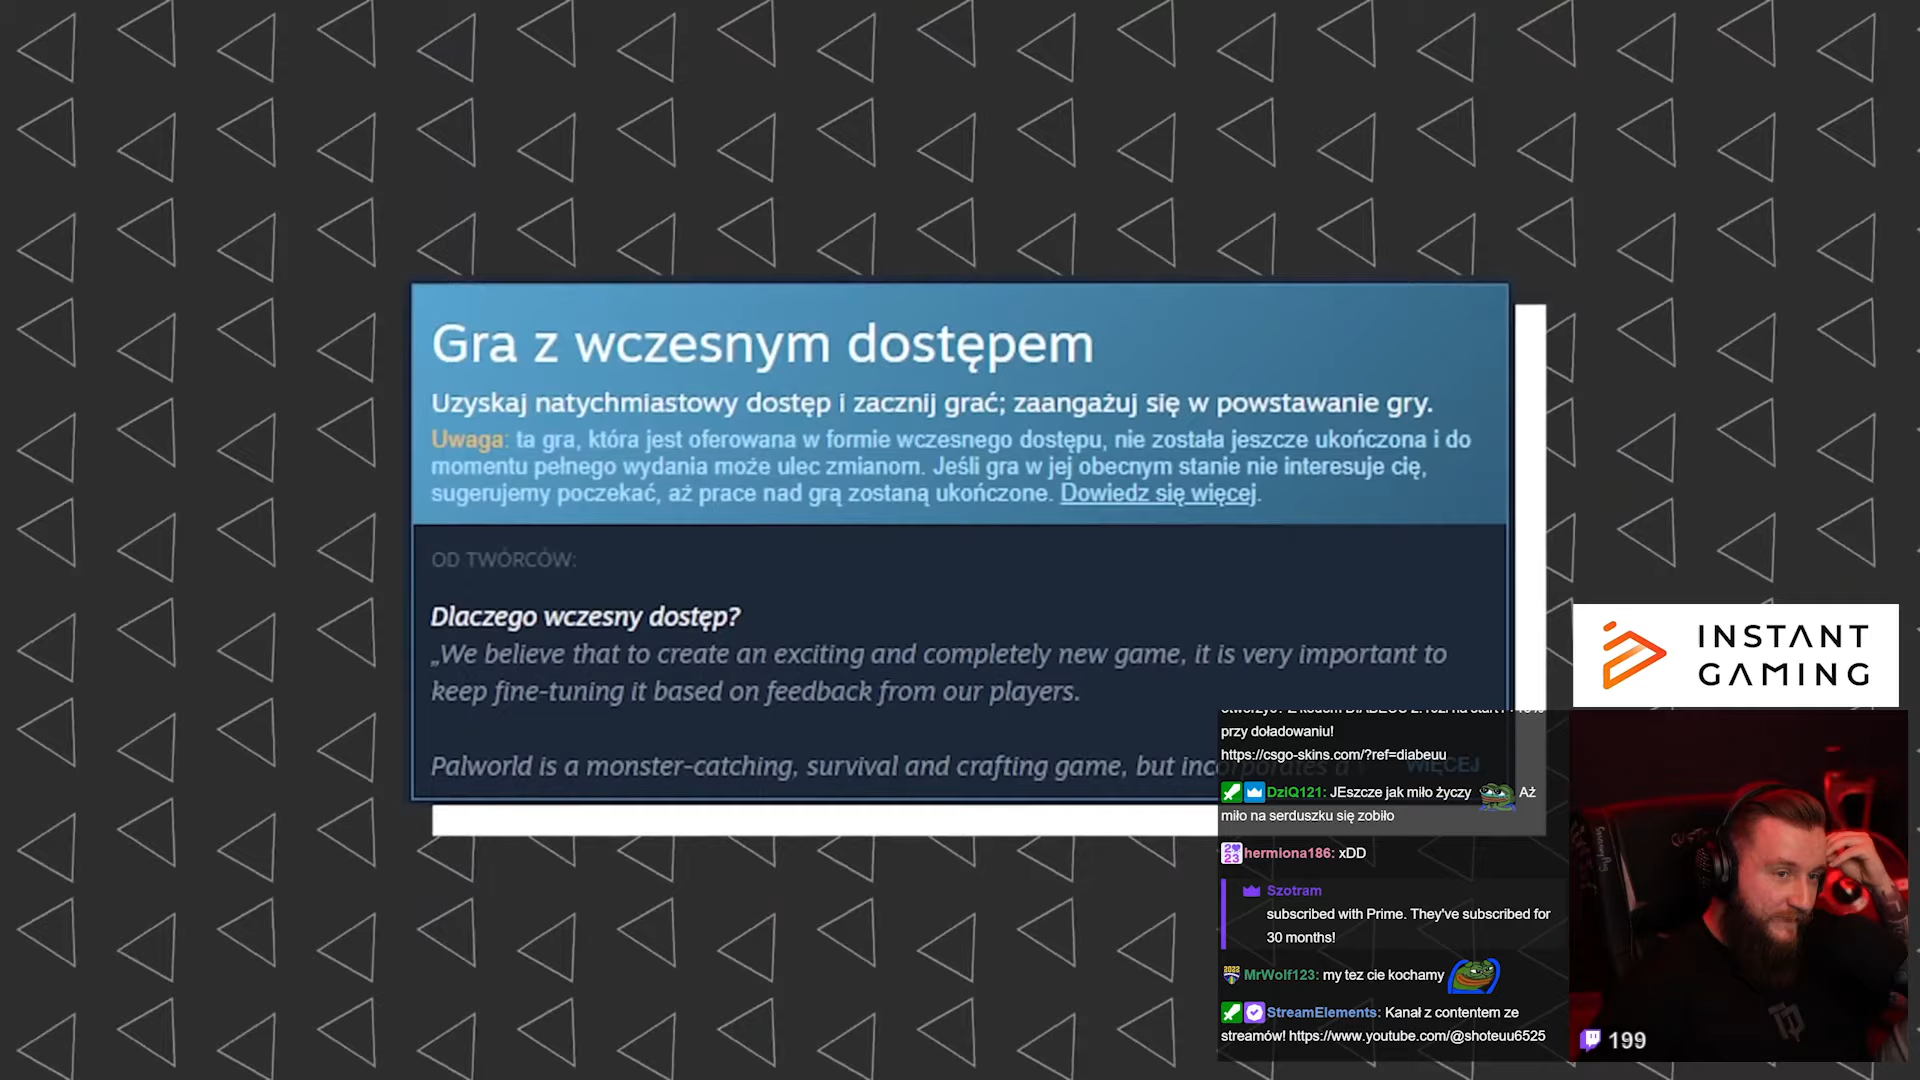 Gra z wczesnym dostępem
Uzyskaj natychmiastowy dostęp i zacznij grać; zaangażuj się w powstawanie gry.
Uwaga: ta gra, która jest oferowana w formie wczesnego dostępu, nie została jeszcze ukończona i do
momentu pełnego wydania może ulec zmianom. Jeśli gra w jej obecnym stanie nie interesuje cię,
sugerujemy poczekać, aż prace nad grą zostaną ukończone. Dowiedz się więcej.
OD TWÓRCÓW:
Dlaczego wczesny dostęp?
„We believe that to create an exciting and completely new game, it is very important to
keep fine-tuning it based on feedback from our players.
Palworld is a monster-catching, survival and crafting game, but incorporates a
WIĘCEJ
INSTANT
GAMING
przy doładowaniu!
https://csgo-skins.com/?ref=diabeuu
DziQ121: JEszcze jak miło życzy Aż
miło na serduszku się zobiło
2023 hermiona186: xDD
Szotram
subscribed with Prime. They've subscribed for
30 months!
2022 MrWolf123: my tez cie kochamy
StreamElements: Kanał z contentem ze
streamów! https://www.youtube.com/@shoteuu6525
199